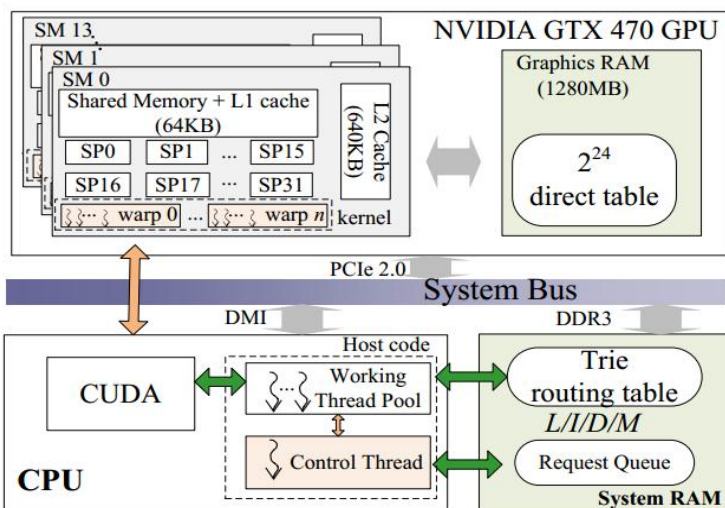 NVIDIA GTX 470 GPU
SM 13
SM 1
SM 0
Shared Memory + L1 cache
(64KB)
SP0 SP1 ... SP15
SP16 SP17 ... SP31
warp 0 ... warp n kernel
L2 Cache
(640KB)
Graphics RAM
(1280MB)
2²⁴
direct table
PCIe 2.0
System Bus
DMI
DDR3
Host code
CUDA
Working
Thread Pool
Control Thread
CPU
Trie
routing table
L/I/D/M
Request Queue
System RAM